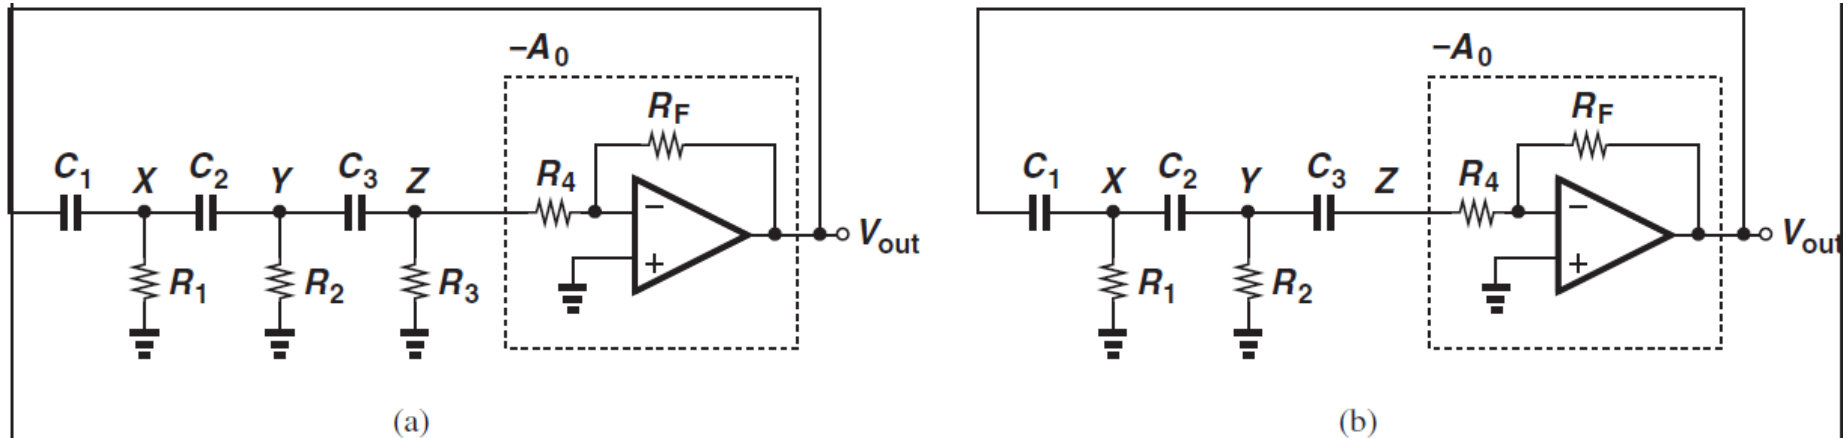 –A0
RF
C1 X C2 Y C3 Z R4
–
+
Vout
R1 R2 R3
(a)
–A0
RF
C1 X C2 Y C3 Z R4
–
+
Vout
R1 R2
(b)